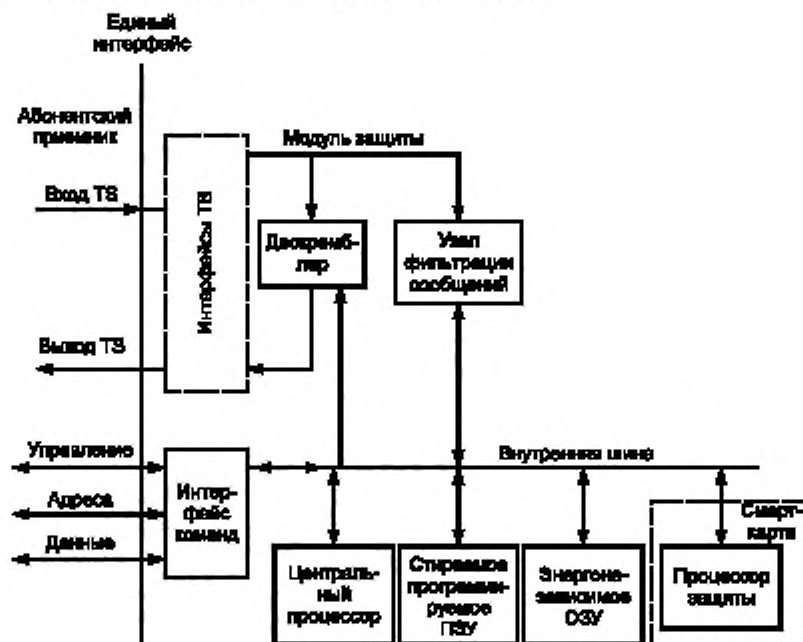 Единый
интерфейс
Абонентский
приемник
Модуль защиты
Вход TS
Интерфейсы TS
Дескремб-
лер
Узел
фильтрации
сообщений
Выход TS
Управление
Внутренняя шина
Адреса
Интер-
фейс
команд
Данные
Смарт-
карта
Централь-
ный
процессор
Стираемое
программи-
руемое
ПЗУ
Энергоне-
зависимое
ОЗУ
Процессор
защиты